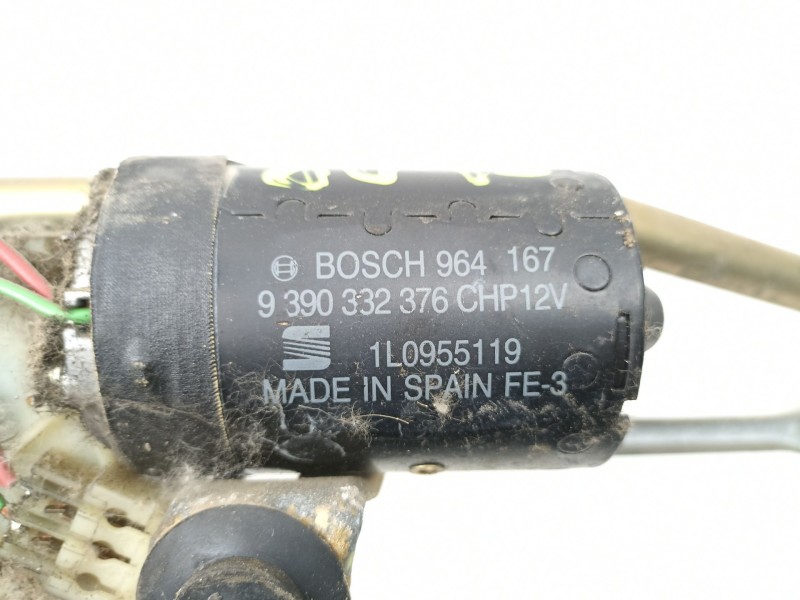 BOSCH 964 167
9 390 332 376 CHP12V
1L0955119
MADE IN SPAIN FE-3